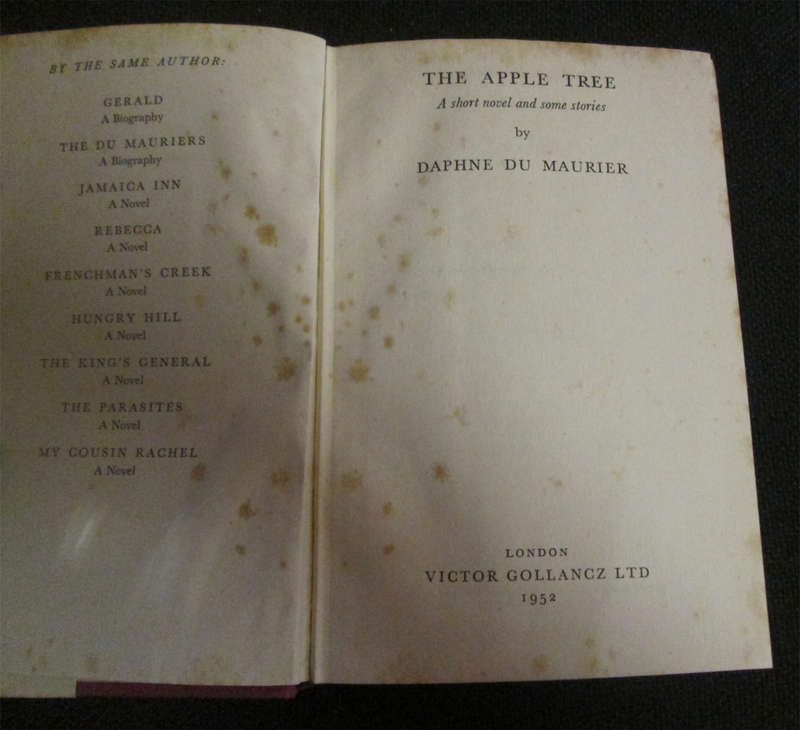 BY THE SAME AUTHOR:
GERALD
A Biography
THE DU MAURIERS
A Biography
JAMAICA INN
A Novel
REBECCA
A Novel
FRENCHMAN'S CREEK
A Novel
HUNGRY HILL
A Novel
THE KING'S GENERAL
A Novel
THE PARASITES
A Novel
MY COUSIN RACHEL
A Novel
THE APPLE TREE
A short novel and some stories
by
DAPHNE DU MAURIER
LONDON
VICTOR GOLLANCZ LTD
1952